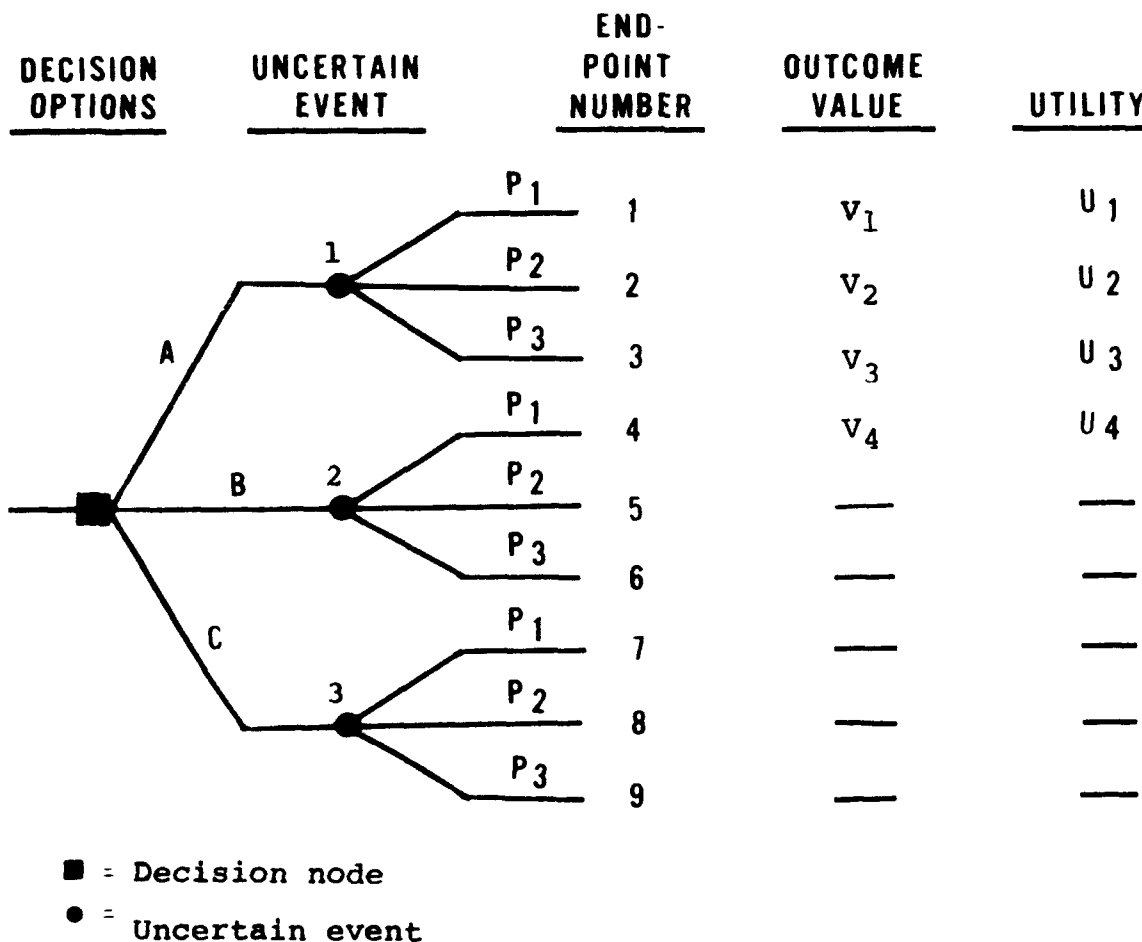 DECISION OPTIONS UNCERTAIN EVENT END-POINT NUMBER OUTCOME VALUE UTILITY
P1 1 V1 U1
1
P2 2 V2 U2
A P3 3 V3 U3
P1 4 V4 U4
B 2 P2 5 — —
P3 6 — —
C P1 7 — —
3 P2 8 — —
P3 9 — —
■ = Decision node
● = Uncertain event